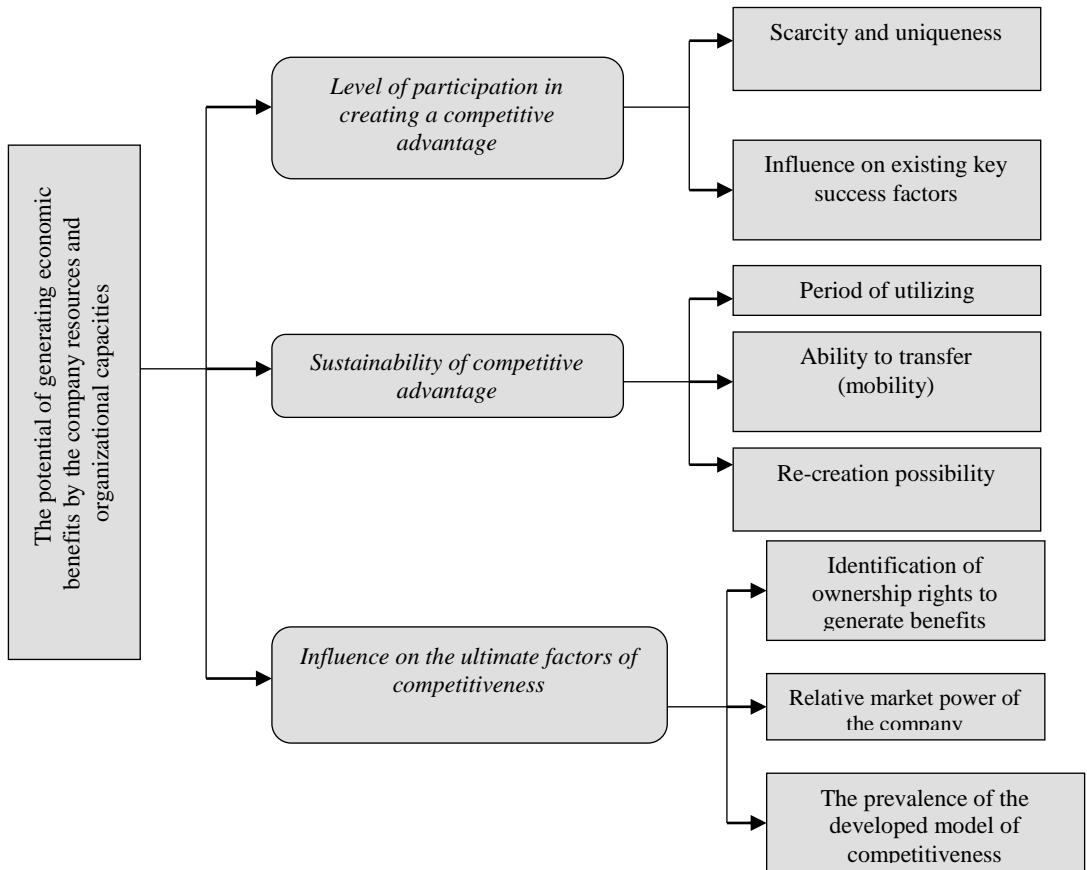 The potential of generating economic
benefits by the company resources and
organizational capacities
Level of participation in
creating a competitive
advantage
Scarcity and uniqueness
Influence on existing key
success factors
Sustainability of competitive
advantage
Period of utilizing
Ability to transfer
(mobility)
Re-creation possibility
Influence on the ultimate factors of
competitiveness
Identification of
ownership rights to
generate benefits
Relative market power of
the company
The prevalence of the
developed model of
competitiveness